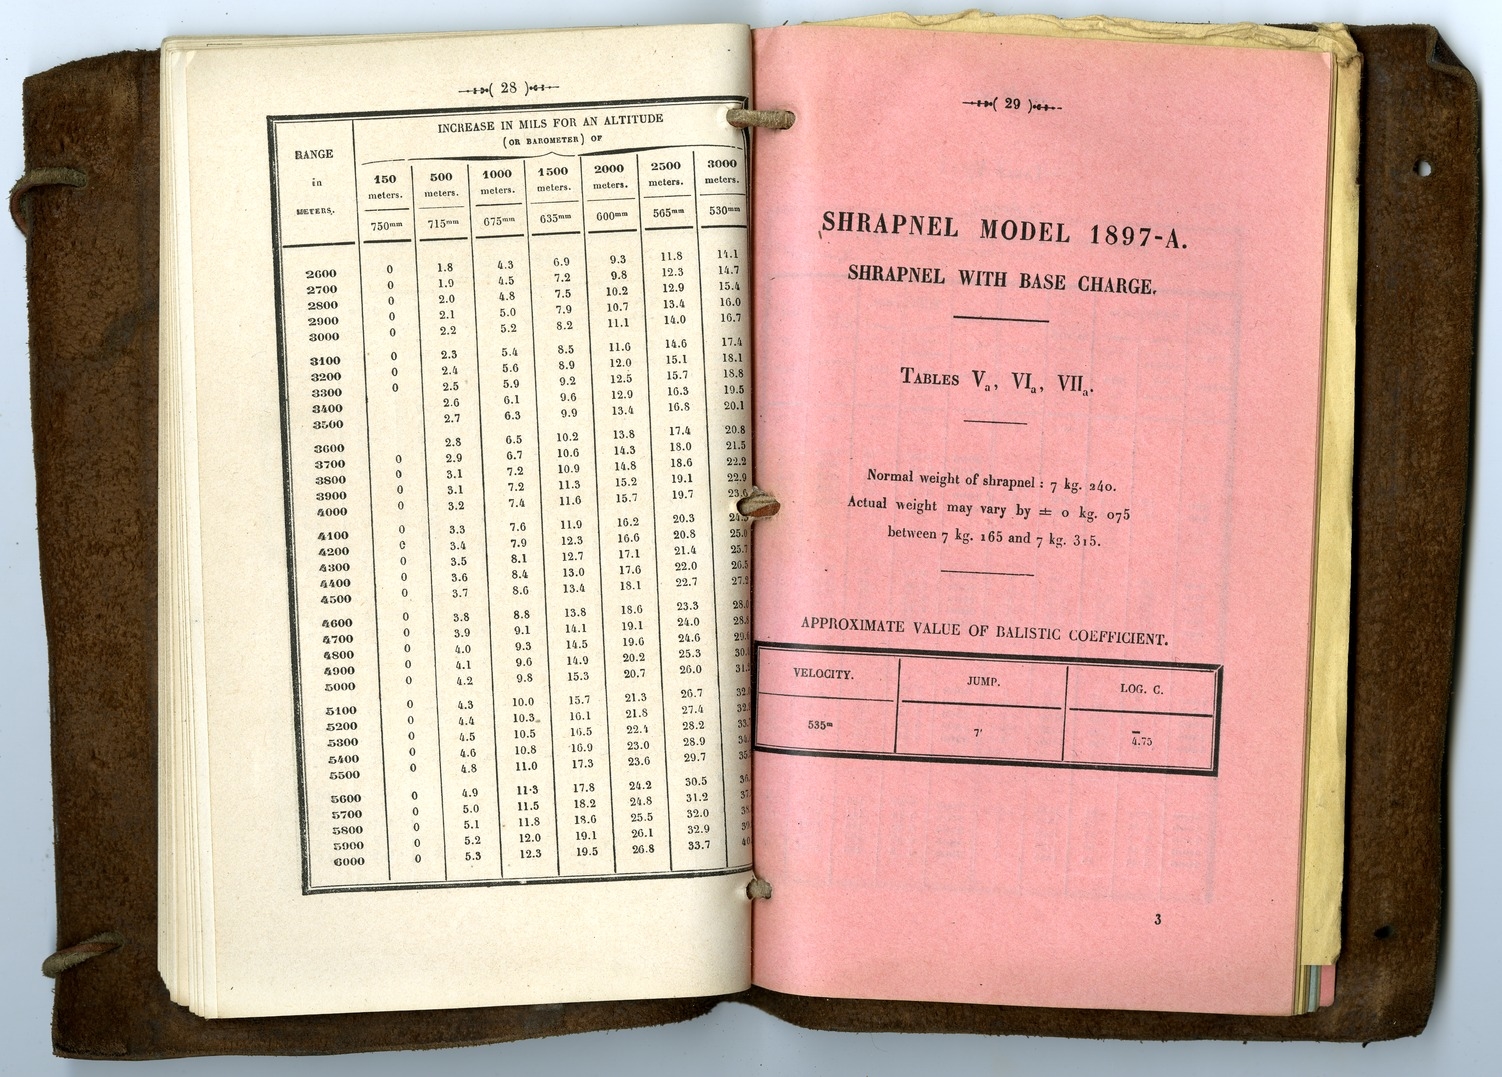 ( 28 )
INCREASE IN MILS FOR AN ALTITUDE
(OR BAROMETER) OF
RANGE
in
METERS.
150 500 1000 1500 2000 2500 3000
meters. meters. meters. meters. meters. meters. meters.
750mm 715mm 675mm 635mm 600mm 565mm 530mm
2600 0 1.8 4.3 6.9 9.3 11.8 14.1
2700 0 1.9 4.5 7.2 9.8 12.3 14.7
2800 0 2.0 4.8 7.5 10.2 12.9 15.4
2900 0 2.1 5.0 7.9 10.7 13.4 16.0
3000 0 2.2 5.2 8.2 11.1 14.0 16.7
3100 0 2.3 5.4 8.5 11.6 14.6 17.4
3200 0 2.4 5.6 8.9 12.0 15.1 18.1
3300 0 2.5 5.9 9.2 12.5 15.7 18.8
3400 2.6 6.1 9.6 12.9 16.3 19.5
3500 2.7 6.3 9.9 13.4 16.8 20.1
3600 2.8 6.5 10.2 13.8 17.4 20.8
3700 0 2.9 6.7 10.6 14.3 18.0 21.5
3800 0 3.1 7.2 10.9 14.8 18.6 22.2
3900 0 3.1 7.2 11.3 15.2 19.1 22.9
4000 0 3.2 7.4 11.6 15.7 19.7 23.6
4100 0 3.3 7.6 11.9 16.2 20.3
4200 0 3.4 7.9 12.3 16.6 20.8 25.0
4300 0 3.5 8.1 12.7 17.1 21.4 25.7
4400 0 3.6 8.4 13.0 17.6 22.0 26.5
4500 0 3.7 8.6 13.4 18.1 22.7 27.2
4600 0 3.8 8.8 13.8 18.6 23.3
4700 0 3.9 9.1 14.1 19.1 24.0
4800 0 4.0 9.3 14.5 19.6 24.6
4900 0 4.1 9.6 14.9 20.2 25.3
5000 0 4.2 9.8 15.3 20.7 26.0
5100 0 4.3 10.0 15.7 21.3 26.7
5200 0 4.4 10.3 16.1 21.8 27.4
5300 0 4.5 10.5 16.5 22.4 28.2
5400 0 4.6 10.8 16.9 23.0 28.9
5500 0 4.8 11.0 17.3 23.6 29.7
5600 0 4.9 11.3 17.8 24.2 30.5
5700 0 5.0 11.5 18.2 24.8 31.2
5800 0 5.1 11.8 18.6 25.5 32.0
5900 0 5.2 12.0 19.1 26.1 32.9
6000 0 5.3 12.3 19.5 26.8 33.7
( 29 )
SHRAPNEL MODEL 1897-A.
SHRAPNEL WITH BASE CHARGE.
TABLES Va, VIa, VIIa.
Normal weight of shrapnel : 7 kg. 240.
Actual weight may vary by ± 0 kg. 075
between 7 kg. 165 and 7 kg. 315.
APPROXIMATE VALUE OF BALISTIC COEFFICIENT.
VELOCITY. JUMP. LOG. C.
535m 7' 4̅.75
3